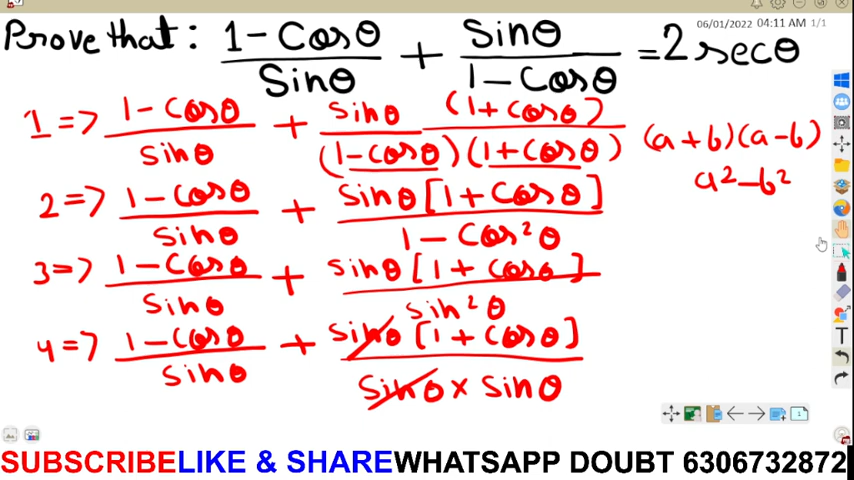 06/01/2022 04:11 AM 1/1
Prove that: (1 - Cosθ)/(Sinθ) + (Sinθ)/(1 - Cosθ) = 2 secθ
1 => (1 - Cosθ)/(sinθ) + (sinθ (1 + cosθ))/((1 - cosθ)(1 + cosθ)) (a + b)(a - b)
a² - b²
2 => (1 - Cosθ)/(sinθ) + (sinθ[1 + Cosθ])/(1 - Cos²θ)
3 => (1 - Cosθ)/(sinθ) + (sinθ[1 + cosθ])/(sin²θ)
4 => (1 - Cosθ)/(sinθ) + (sinθ[1 + cosθ])/(sinθ × sinθ)
SUBSCRIBELIKE & SHAREWHATSAPP DOUBT 6306732872